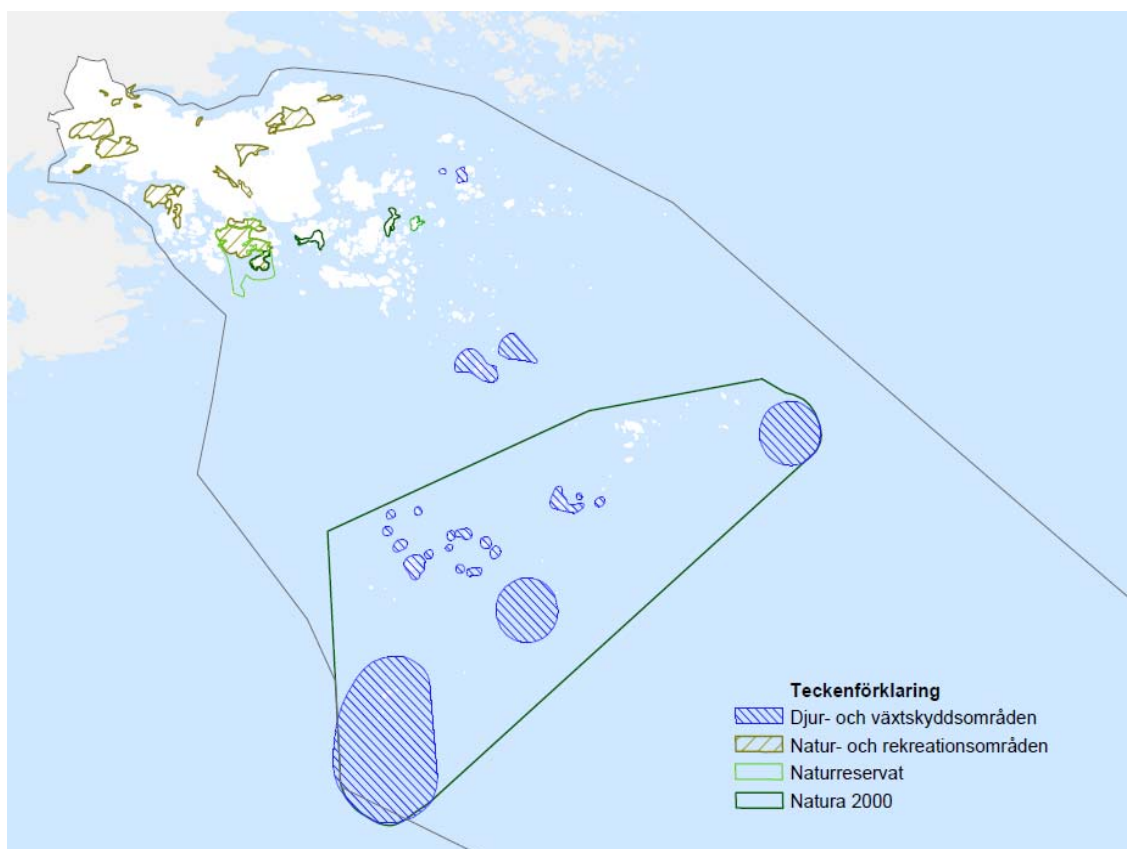 Teckenförklaring
Djur- och växtskyddsområden
Natur- och rekreationsområden
Naturreservat
Natura 2000